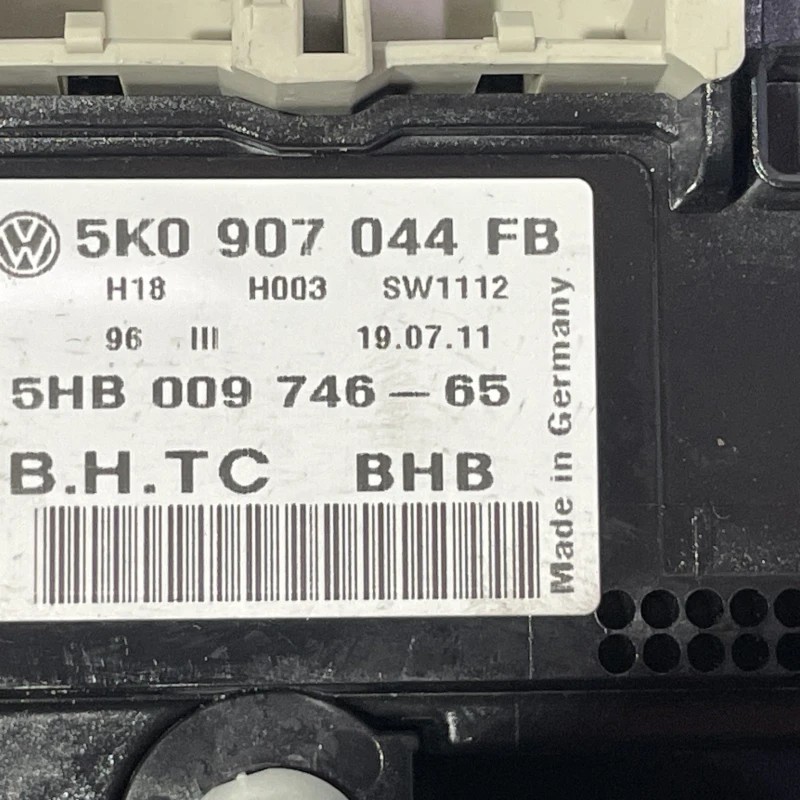 5K0 907 044 FB
H18 H003 SW1112
96 III 19.07.11
5HB 009 746-65
B.H.TC BHB
Made in Germany.